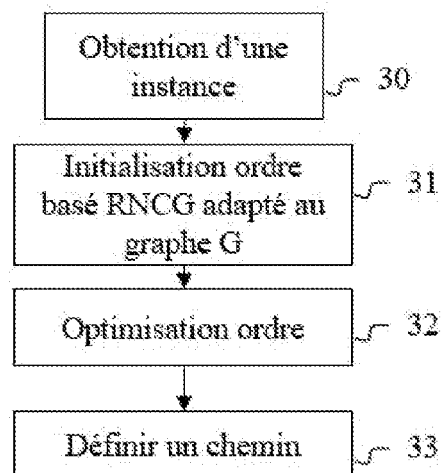 Obtention d'une
instance
30
Initialisation ordre
basé RNCG adapté au
graphe G
31
Optimisation ordre
32
Définir un chemin
33